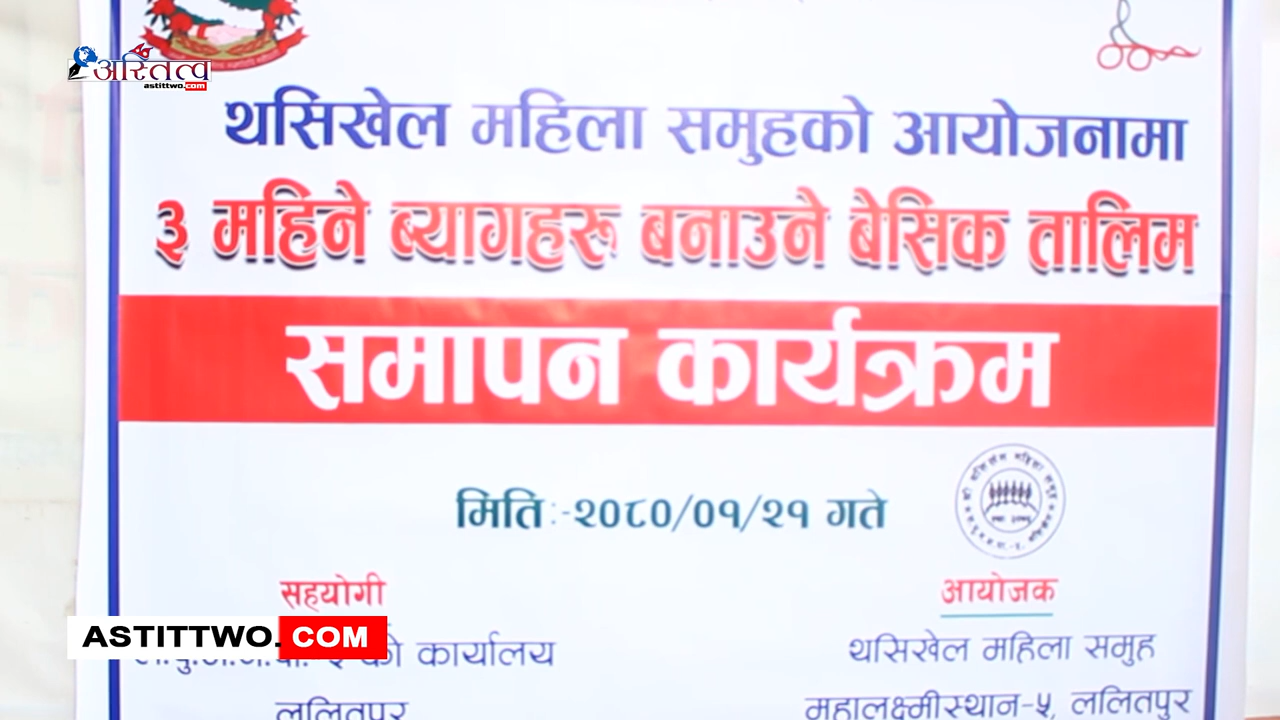 अस्तित्व
astittwo.com
थसिखेल महिला समुहको आयोजनामा
३ महिने ब्यागहरु बनाउने बेसिक तालिम
समापन कार्यक्रम
मिति :-२०८०/०१/२१ गते
सहयोगी
आयोजक
ASTITTWO.COM
को कार्यालय
थसिखेल महिला समुह
ललितपुर
महालक्ष्मीस्थान-५, ललितपुर